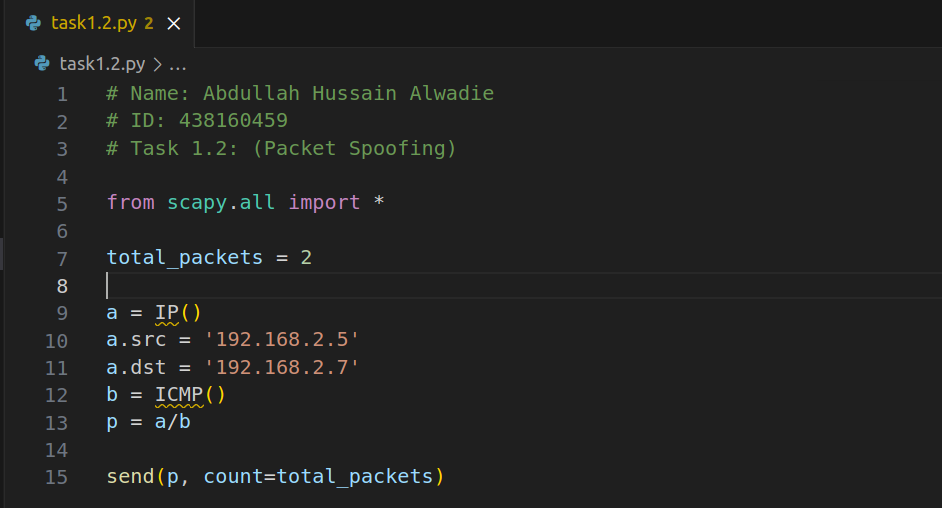 task1.2.py 2 ×
task1.2.py > ...
1 # Name: Abdullah Hussain Alwadie
2 # ID: 438160459
3 # Task 1.2: (Packet Spoofing)
4
5 from scapy.all import *
6
7 total_packets = 2
8
9 a = IP()
10 a.src = '192.168.2.5'
11 a.dst = '192.168.2.7'
12 b = ICMP()
13 p = a/b
14
15 send(p, count=total_packets)